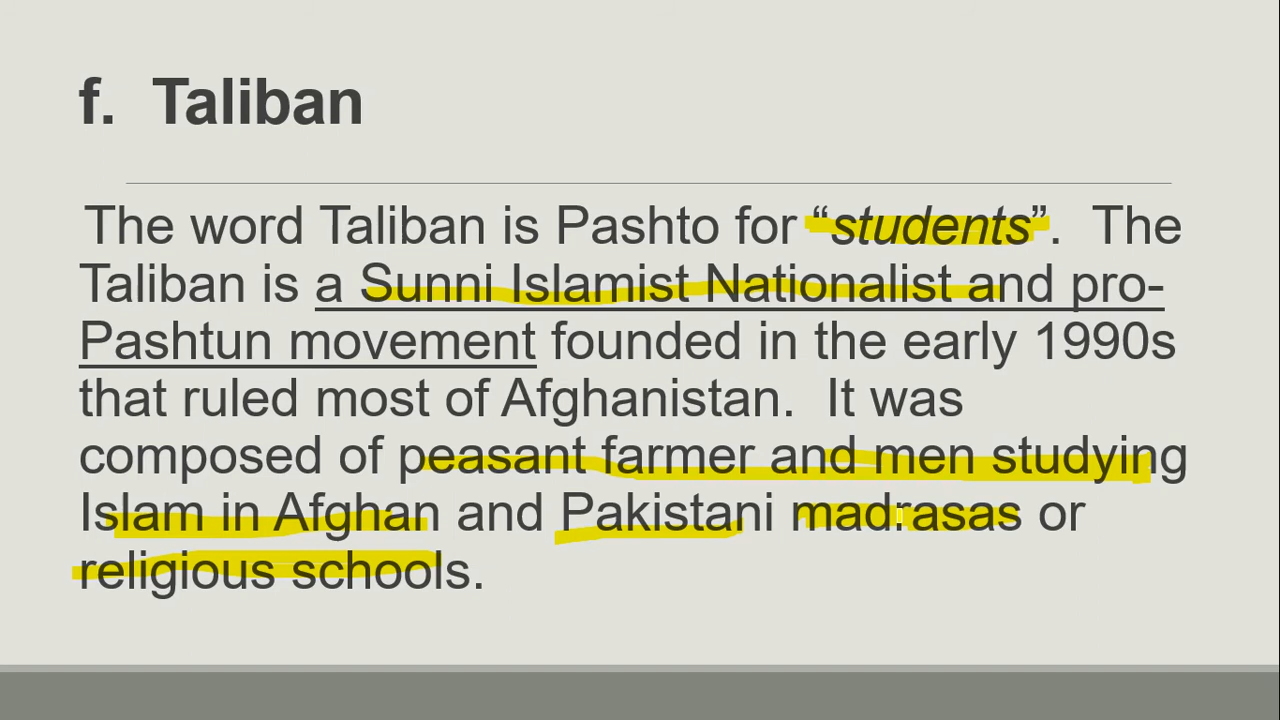 f. Taliban
The word Taliban is Pashto for “students”. The
Taliban is a Sunni Islamist Nationalist and pro-
Pashtun movement founded in the early 1990s
that ruled most of Afghanistan. It was
composed of peasant farmer and men studying
Islam in Afghan and Pakistani madrasas or
religious schools.